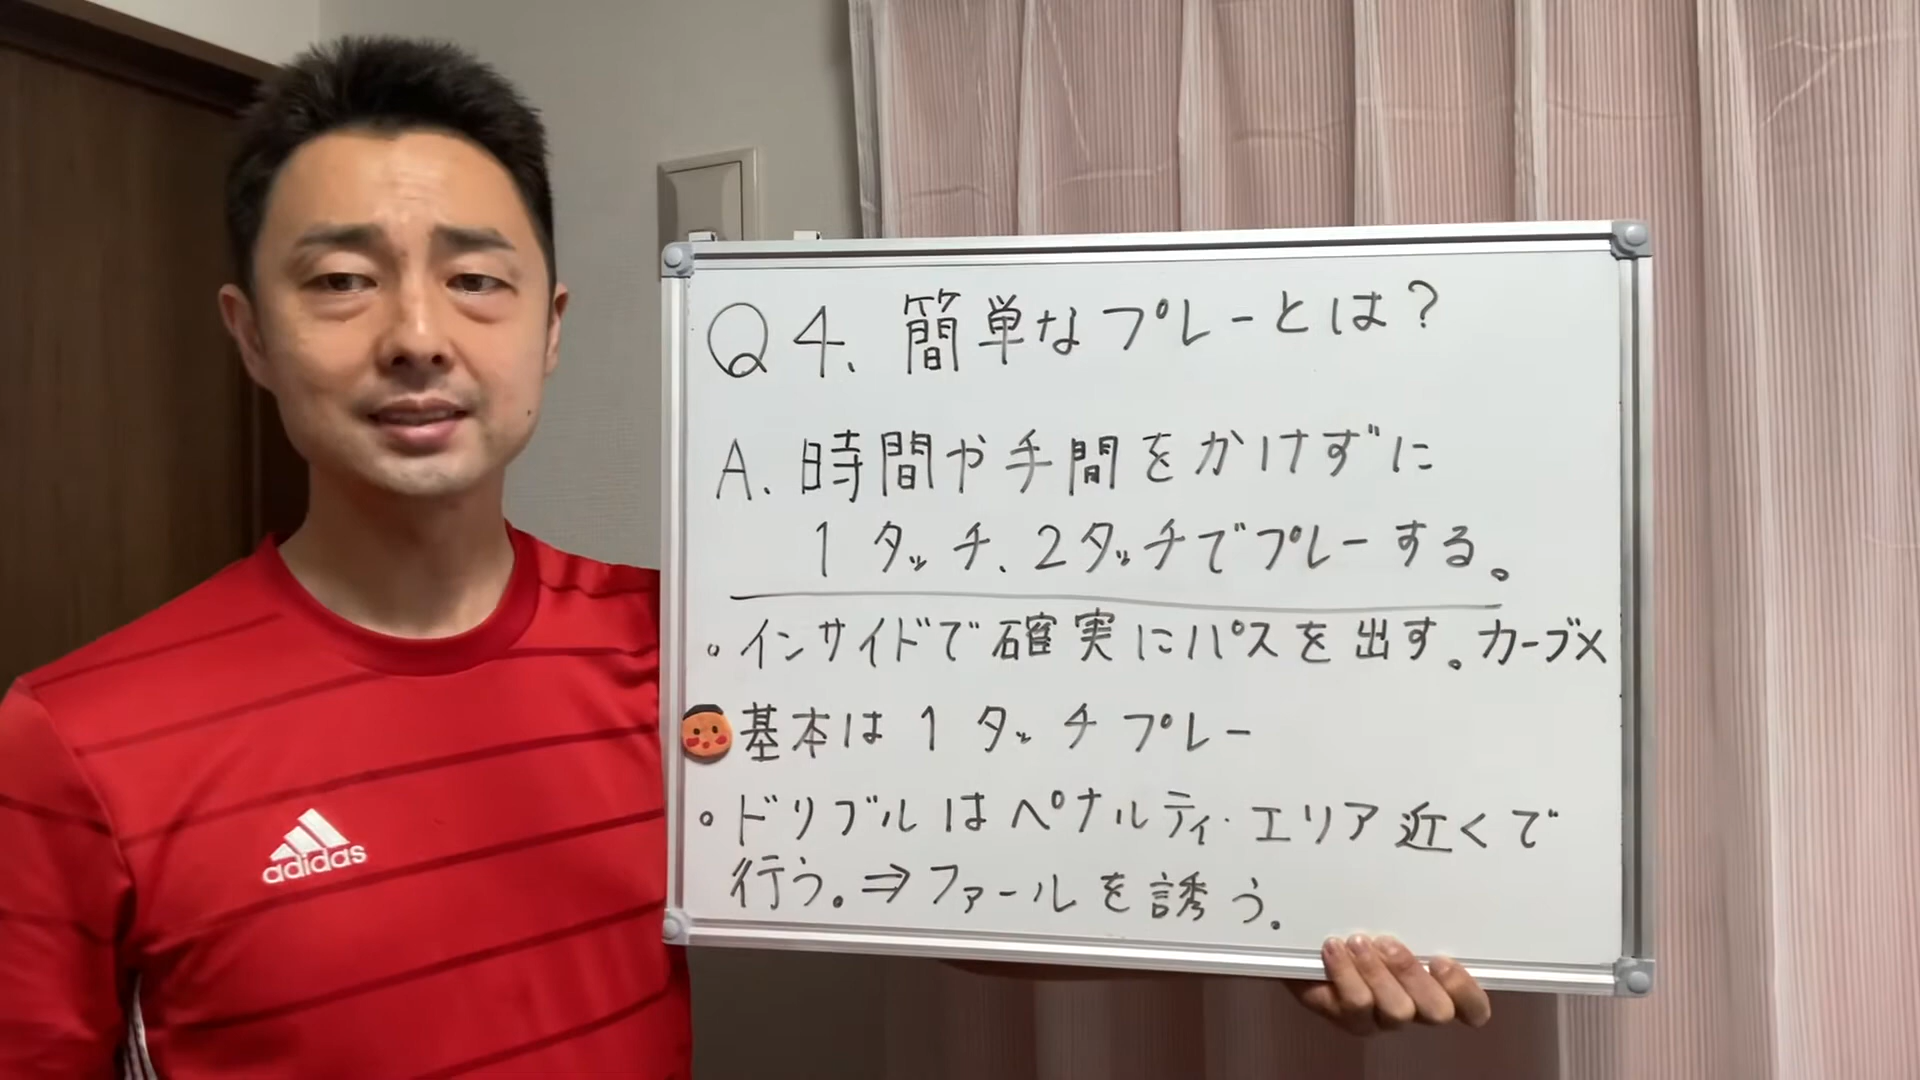 adidas
Q4、簡単なプレーとは？
A、時間や手間をかけずに
1タッチ、2タッチでプレーする。
。インサイドで確実にパスを出す。カーブ×
基本は1タッチプレー
。ドリブルはペナルティ・エリア近くで
行う。⇒ファールを誘う。